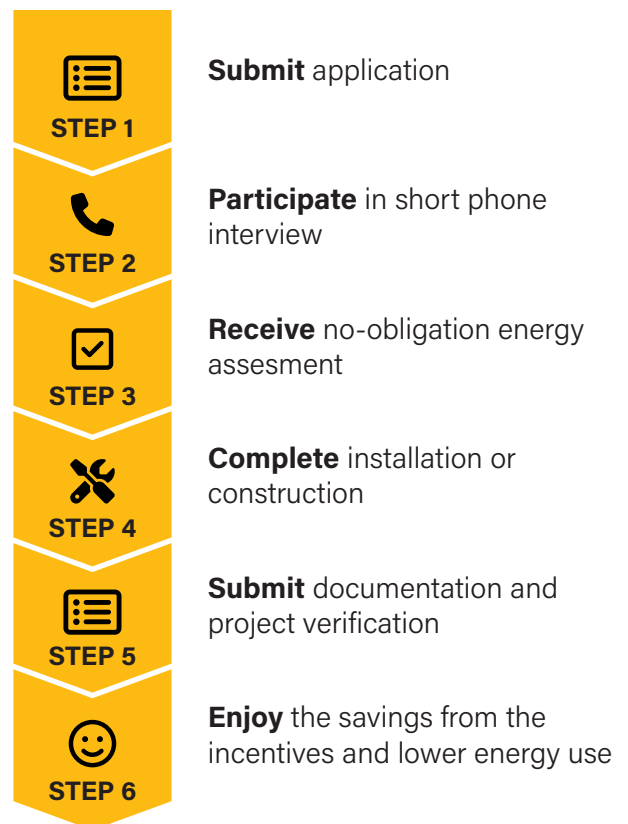 STEP 1
Submit application
STEP 2
Participate in short phone
interview
STEP 3
Receive no-obligation energy
assesment
STEP 4
Complete installation or
construction
STEP 5
Submit documentation and
project verification
STEP 6
Enjoy the savings from the
incentives and lower energy use